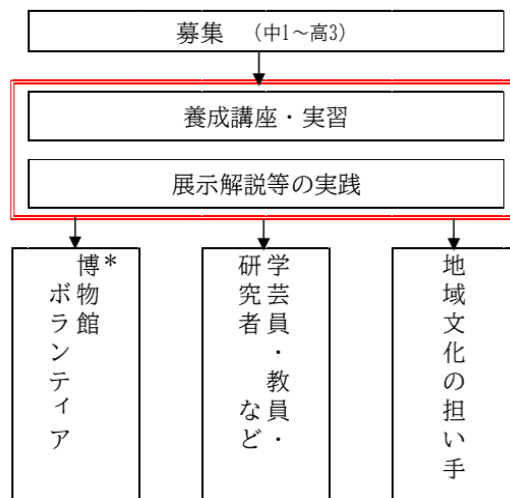 募集 （中1～高3）
養成講座・実習
展示解説等の実践
＊博物館
ボランティア
学芸員・教員・
研究者 など
地域文化の担い手